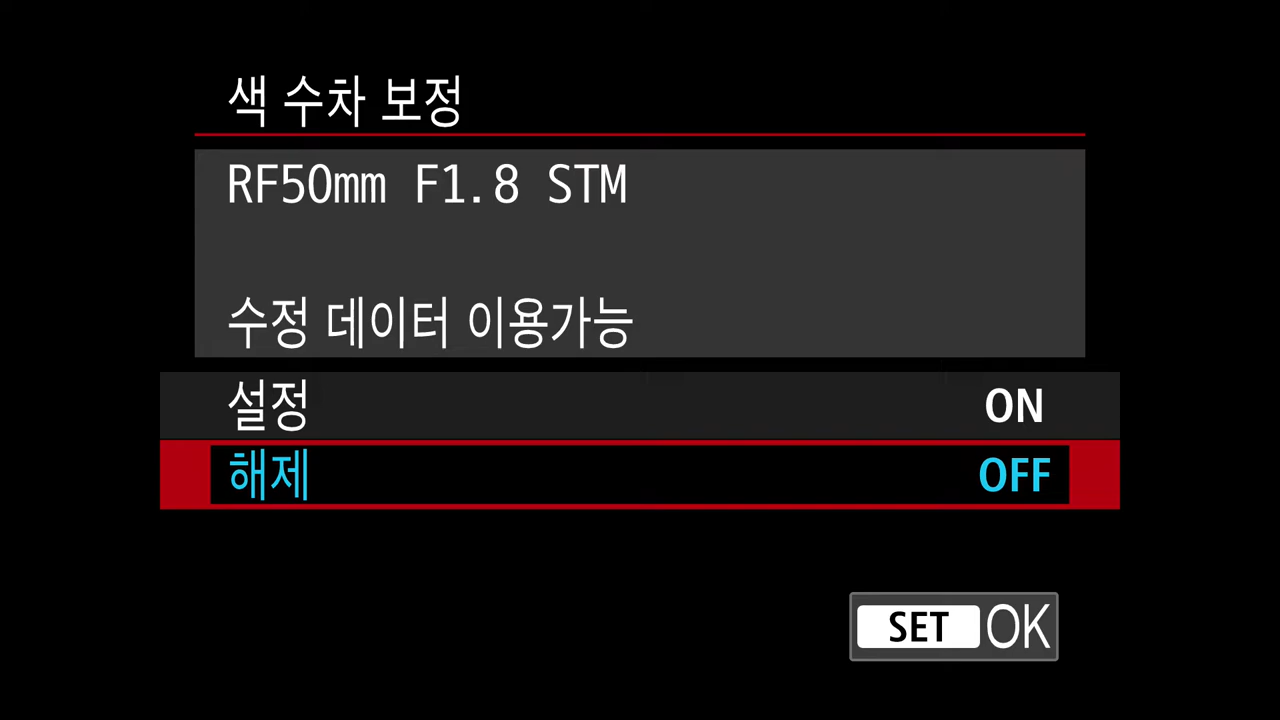 색 수차 보정
RF50mm F1.8 STM
수정 데이터 이용가능
설정 ON
해제 OFF
SET OK